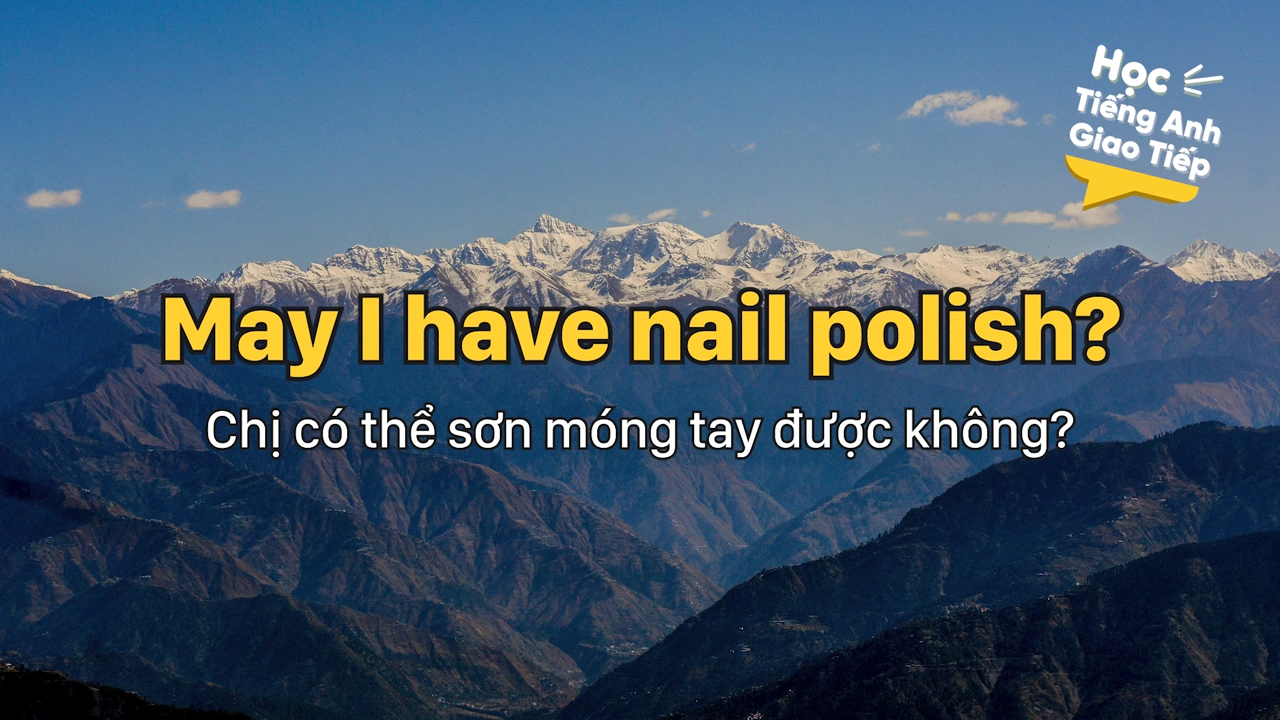 Học
Tiếng Anh
Giao Tiếp
May I have nail polish?
Chị có thể sơn móng tay được không?